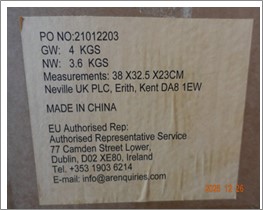 PO NO:21012203
GW: 4 KGS
NW: 3.6 KGS
Measurements: 38 X32.5 X23CM
Neville UK PLC, Erith, Kent DA8 1EW
MADE IN CHINA
EU Authorised Rep:
Authorised Representative Service
77 Camden Street Lower,
Dublin, D02 XE80, Ireland
Tel: +353 1903 6214
E-mail: info@arenquiries.com